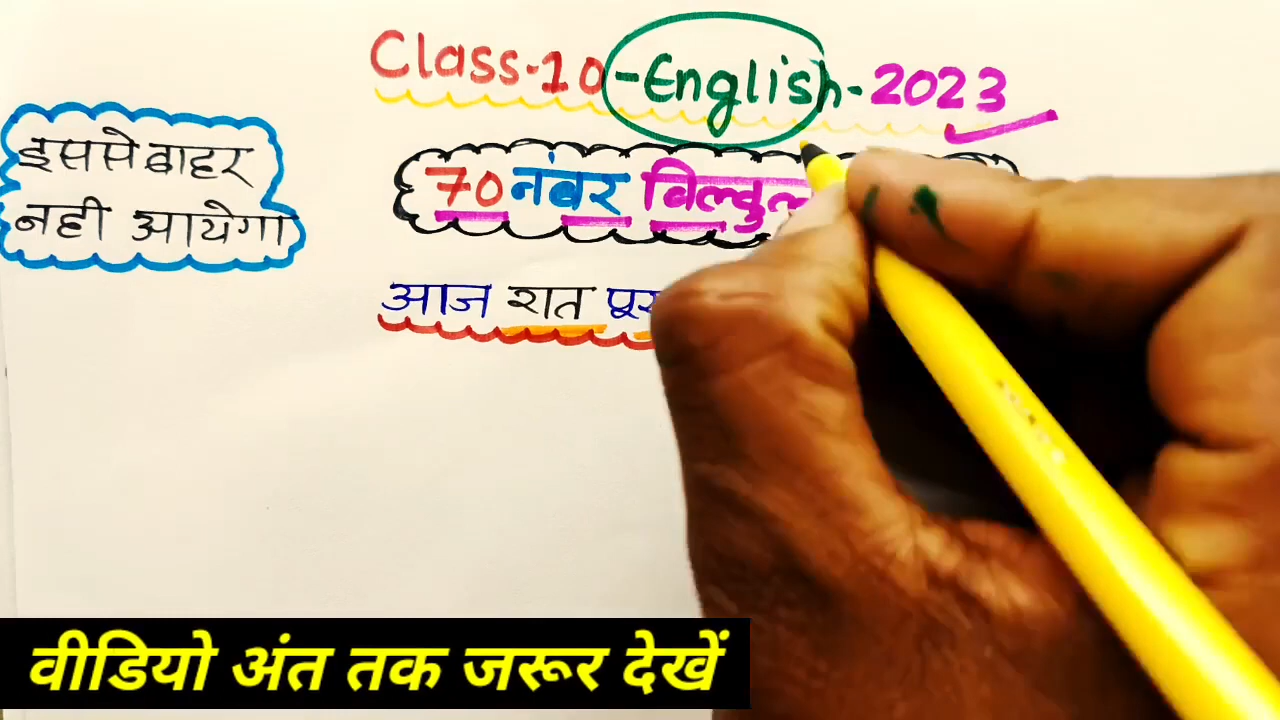 Class-10-English-2023
इससे बाहर
नही आयेगा
70 नंबर बिल्कुल
आज रात
वीडियो अंत तक जरूर देखें